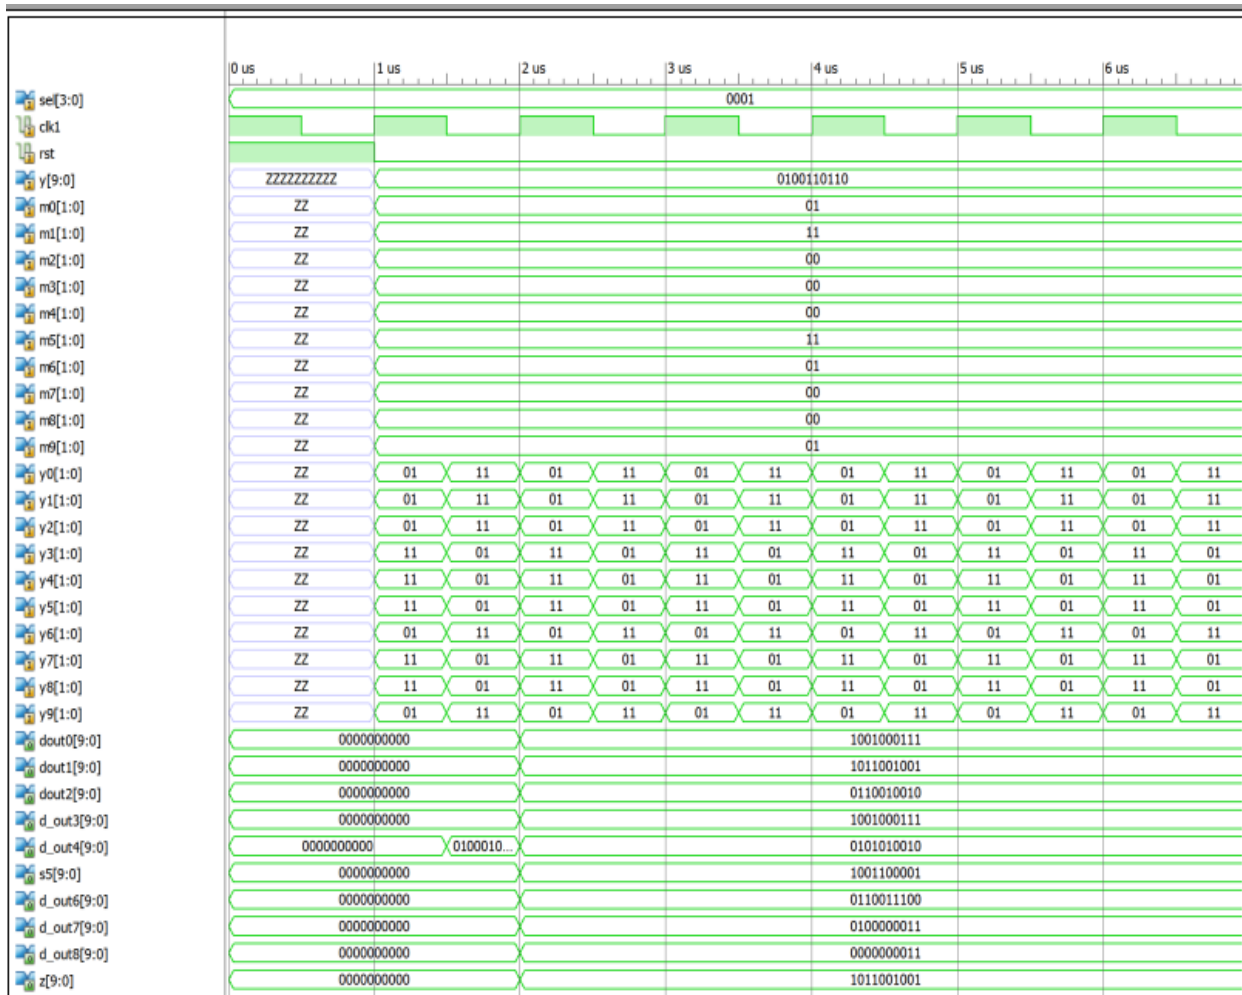 0 us 1 us 2 us 3 us 4 us 5 us 6 us
sel[3:0] 0001
clk1
rst
y[9:0] ZZZZZZZZZZ 0100110110
m0[1:0] ZZ 01
m1[1:0] ZZ 11
m2[1:0] ZZ 00
m3[1:0] ZZ 00
m4[1:0] ZZ 00
m5[1:0] ZZ 11
m6[1:0] ZZ 01
m7[1:0] ZZ 00
m8[1:0] ZZ 00
m9[1:0] ZZ 01
y0[1:0] ZZ 01 11 01 11 01 11 01 11 01 11 01 11
y1[1:0] ZZ 01 11 01 11 01 11 01 11 01 11 01 11
y2[1:0] ZZ 01 11 01 11 01 11 01 11 01 11 01 11
y3[1:0] ZZ 11 01 11 01 11 01 11 01 11 01 11 01
y4[1:0] ZZ 11 01 11 01 11 01 11 01 11 01 11 01
y5[1:0] ZZ 11 01 11 01 11 01 11 01 11 01 11 01
y6[1:0] ZZ 01 11 01 11 01 11 01 11 01 11 01 11
y7[1:0] ZZ 11 01 11 01 11 01 11 01 11 01 11 01
y8[1:0] ZZ 11 01 11 01 11 01 11 01 11 01 11 01
y9[1:0] ZZ 01 11 01 11 01 11 01 11 01 11 01 11
dout0[9:0] 0000000000 1001000111
dout1[9:0] 0000000000 1011001001
dout2[9:0] 0000000000 0110010010
d_out3[9:0] 0000000000 1001000111
d_out4[9:0] 0000000000 0100010... 0101010010
s5[9:0] 0000000000 1001100001
d_out6[9:0] 0000000000 0110011100
d_out7[9:0] 0000000000 0100000011
d_out8[9:0] 0000000000 0000000011
z[9:0] 0000000000 1011001001